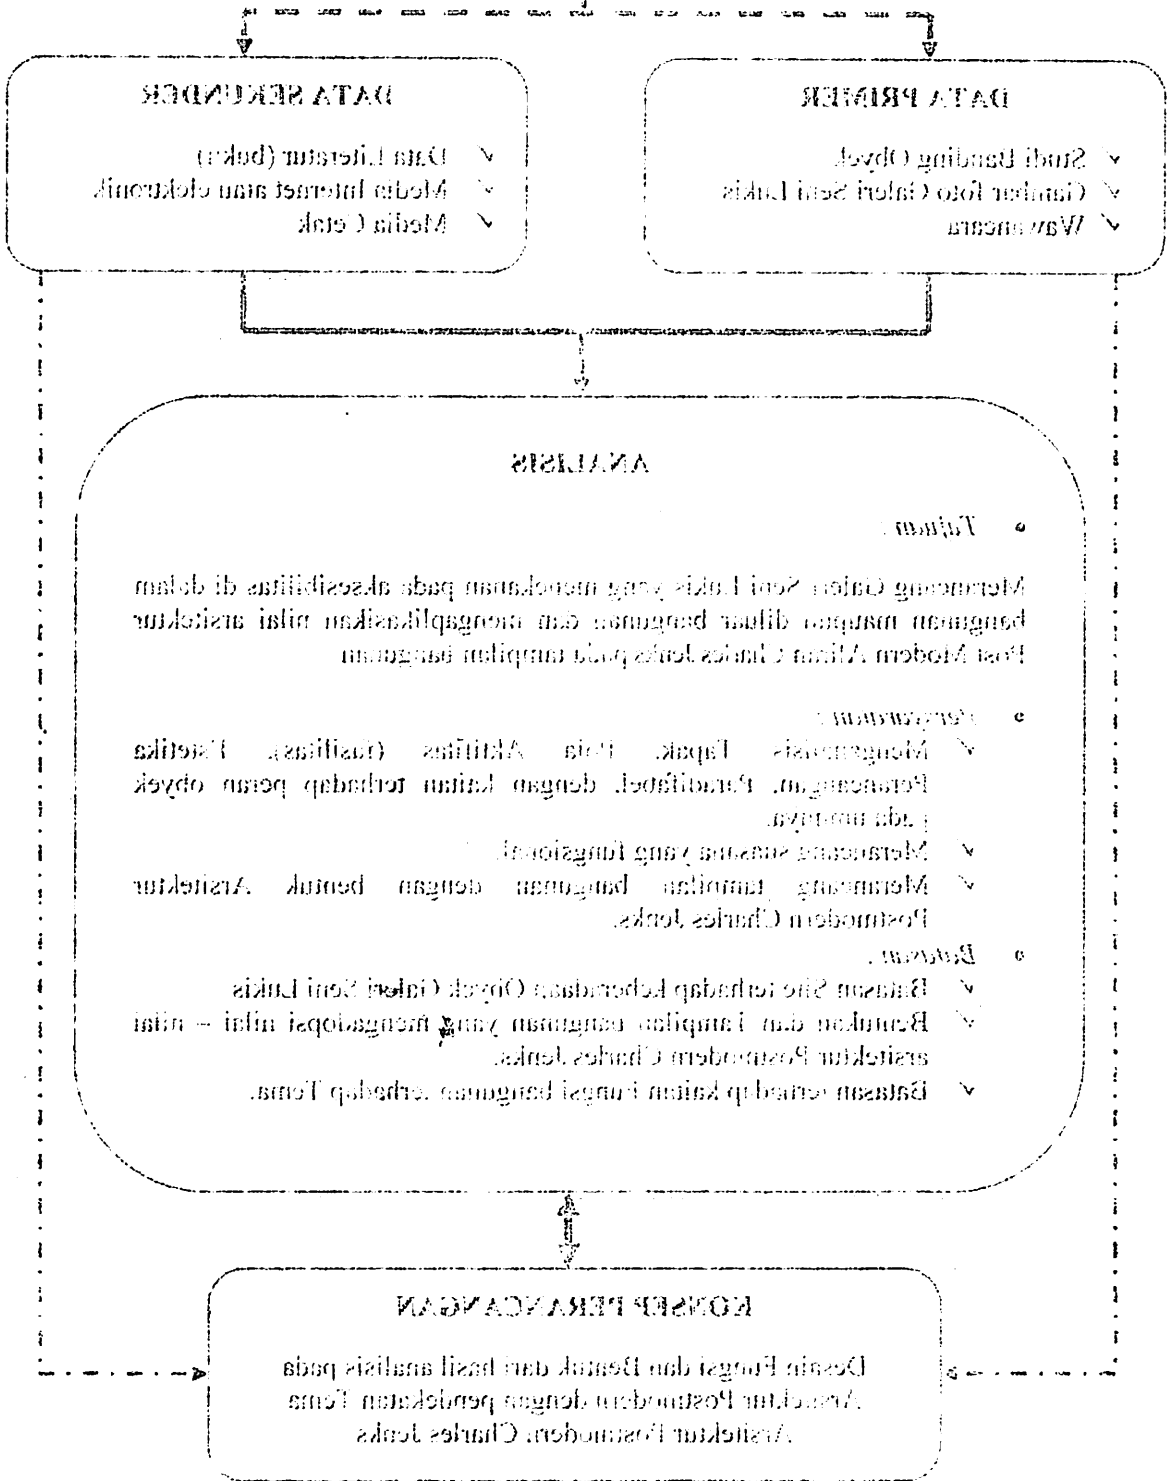 DATA PRIMER
✓ Studi Banding Obyek
✓ Gambar foto Galeri Seni Lukis
✓ Wawancara
DATA SEKUNDER
✓ Data Literatur (buku)
✓ Media Internet atau elektronik
✓ Media Cetak
ANALISIS
• Tujuan :
Merancang Galeri Seni Lukis yang menekanan pada aksesibilitas di dalam
bangunan maupun diluar bangunan dan mengaplikasikan nilai arsitektur
Post Modern Aliran Charles Jenks pada tampilan bangunan
• Persyaratan :
✓ Menganalisis Tapak, Pola Aktifitas (fasilitas), Estetika
Perancangan, Paradifabel, dengan kaitan terhadap peran obyek
pada umumnya.
✓ Merancang suasana yang fungsional.
✓ Merancang tampilan bangunan dengan bentuk Arsitektur
Postmodern Charles Jenks.
• Batasan :
✓ Batasan Site terhadap keberadaan Obyek Galeri Seni Lukis
✓ Bentukan dan Tampilan bangunan yang mengadopsi nilai – nilai
arsitektur Postmodern Charles Jenks.
✓ Batasan terhadap kaitan Fungsi bangunan terhadap Tema.
KONSEP PERANCANGAN
Desain Fungsi dan Bentuk dari hasil analisis pada
Arsitektur Postmodern dengan pendekatan Tema
Arsitektur Postmodern Charles Jenks